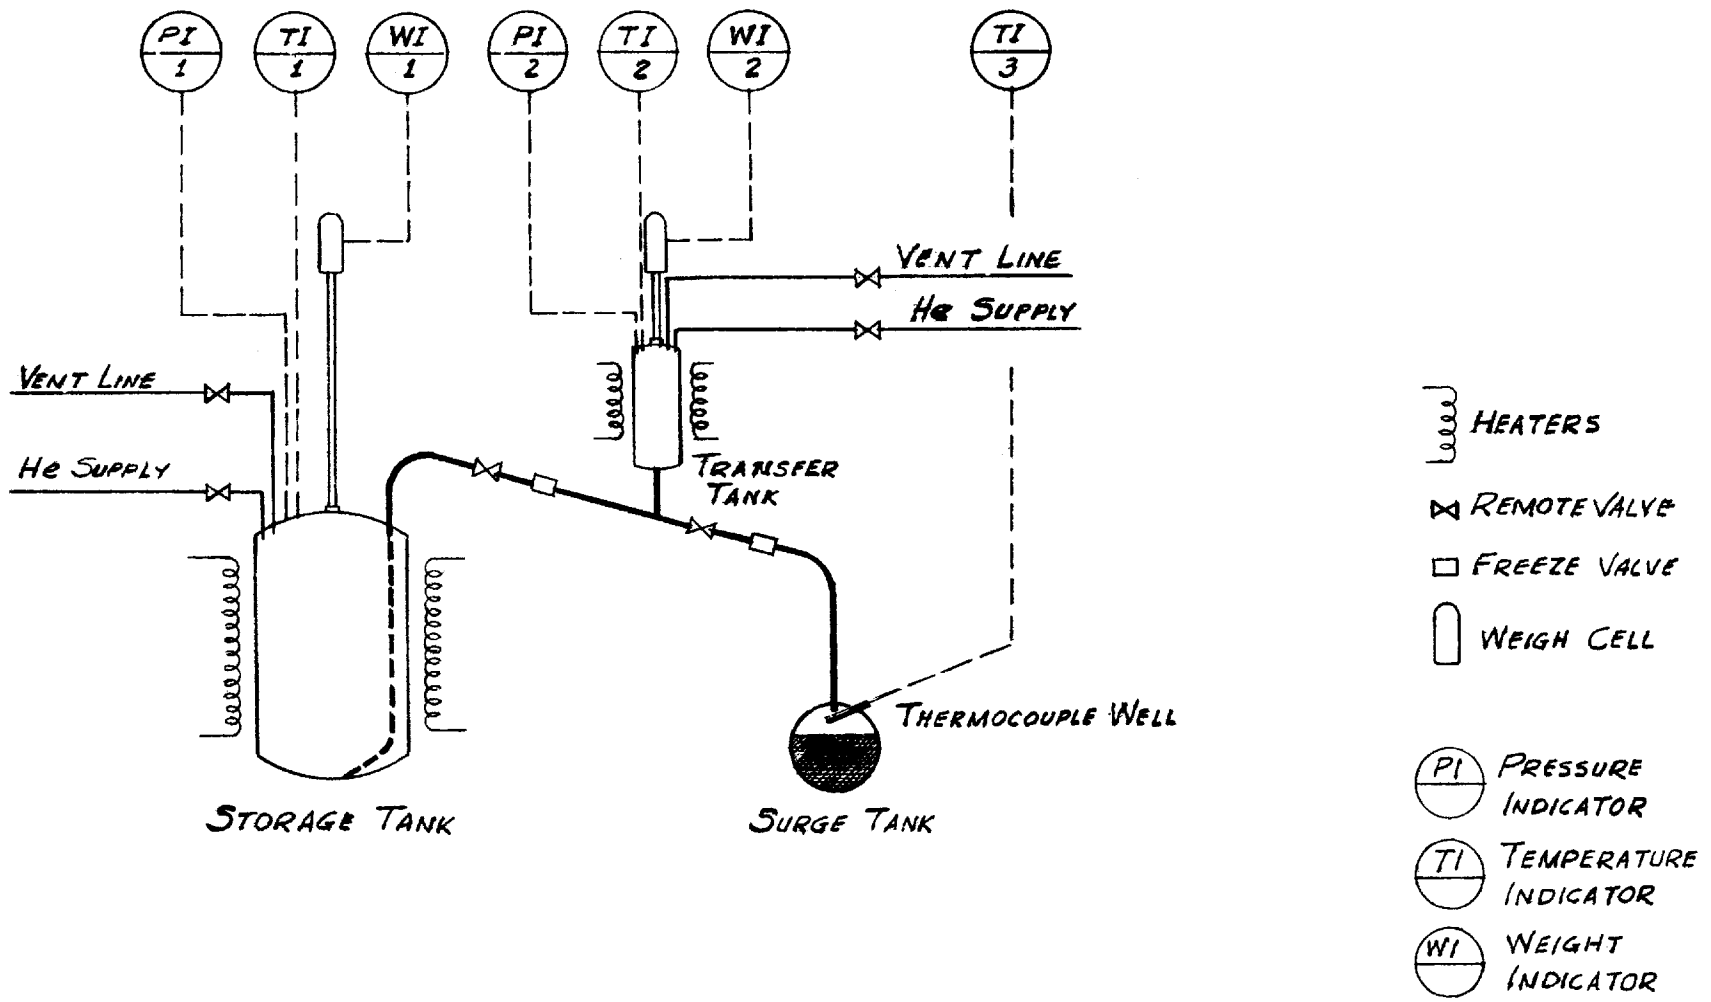 PI
1
TI
1
WI
1
PI
2
TI
2
WI
2
TI
3
VENT LINE
He SUPPLY
VENT LINE
He SUPPLY
TRANSFER
TANK
THERMOCOUPLE WELL
STORAGE TANK
SURGE TANK
HEATERS
REMOTE VALVE
FREEZE VALVE
WEIGH CELL
PI
PRESSURE
INDICATOR
TI
TEMPERATURE
INDICATOR
WI
WEIGHT
INDICATOR